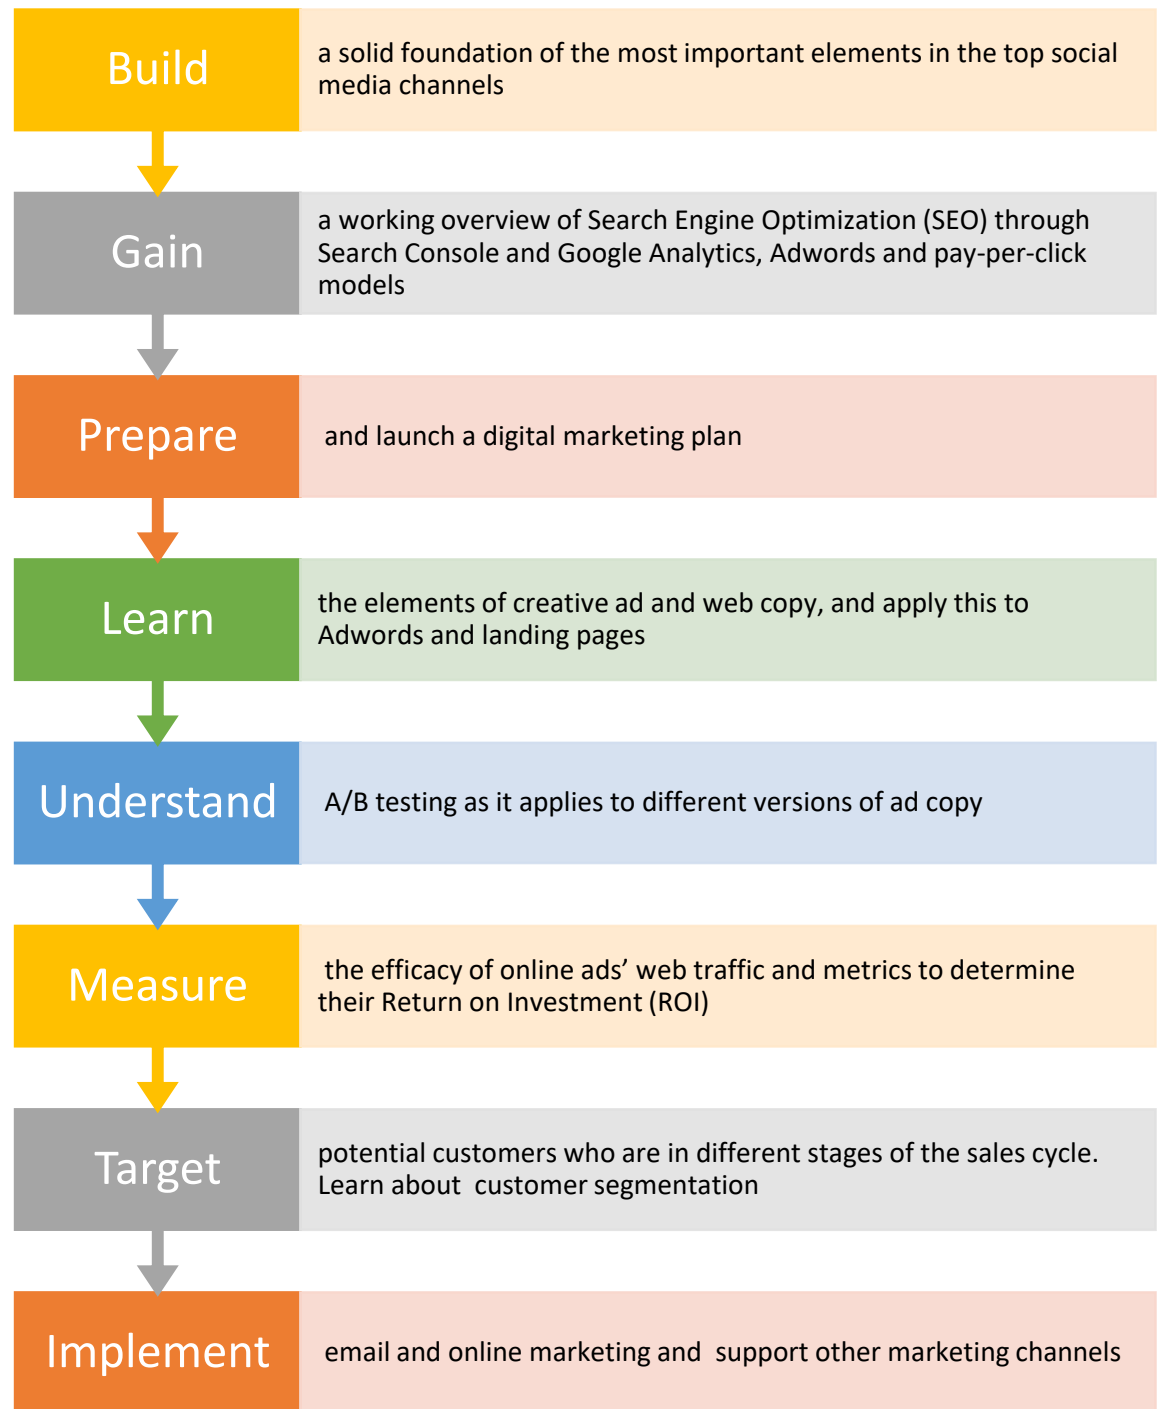 Build
a solid foundation of the most important elements in the top social
media channels
Gain
a working overview of Search Engine Optimization (SEO) through
Search Console and Google Analytics, Adwords and pay-per-click
models
Prepare
and launch a digital marketing plan
Learn
the elements of creative ad and web copy, and apply this to
Adwords and landing pages
Understand
A/B testing as it applies to different versions of ad copy
Measure
the efficacy of online ads’ web traffic and metrics to determine
their Return on Investment (ROI)
Target
potential customers who are in different stages of the sales cycle.
Learn about  customer segmentation
Implement
email and online marketing and  support other marketing channels